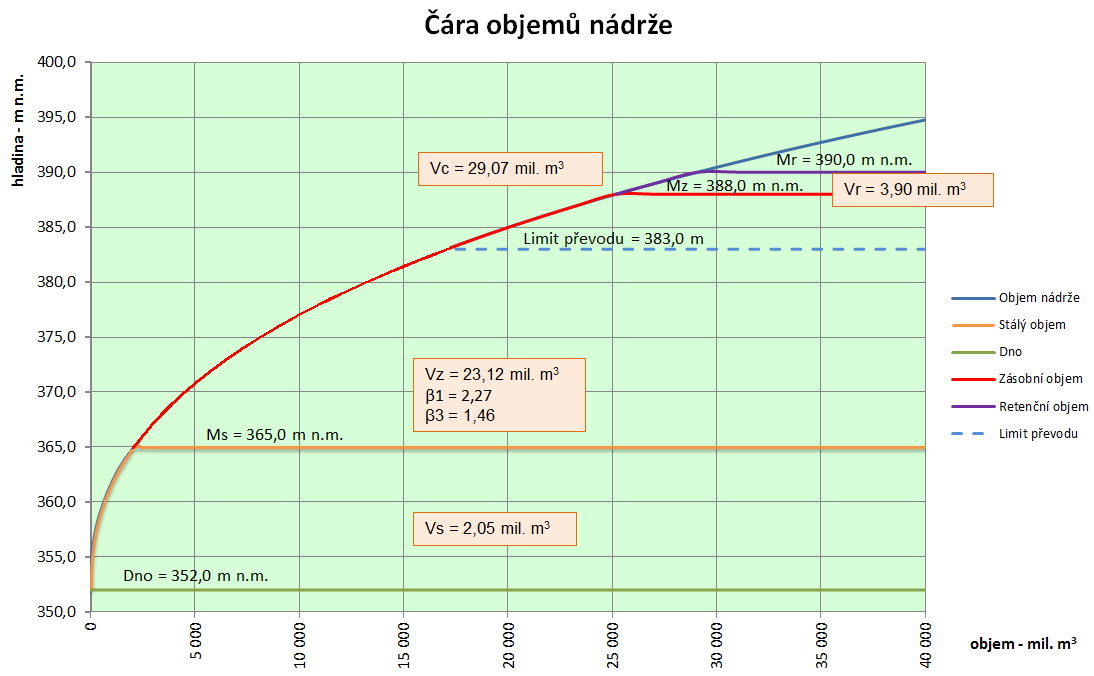 Čára objemů nádrže
hladina - m n.m.
400,0
395,0
390,0
385,0
380,0
375,0
370,0
365,0
360,0
355,0
350,0
Vc = 29,07 mil. m³
Mr = 390,0 m n.m.
Mz = 388,0 m n.m.
Vr = 3,90 mil. m³
Limit převodu = 383,0 m
Vz = 23,12 mil. m³
β1 = 2,27
β3 = 1,46
Ms = 365,0 m n.m.
Vs = 2,05 mil. m³
Dno = 352,0 m n.m.
Objem nádrže
Stálý objem
Dno
Zásobní objem
Retenční objem
Limit převodu
0
5 000
10 000
15 000
20 000
25 000
30 000
35 000
40 000
objem - mil. m³